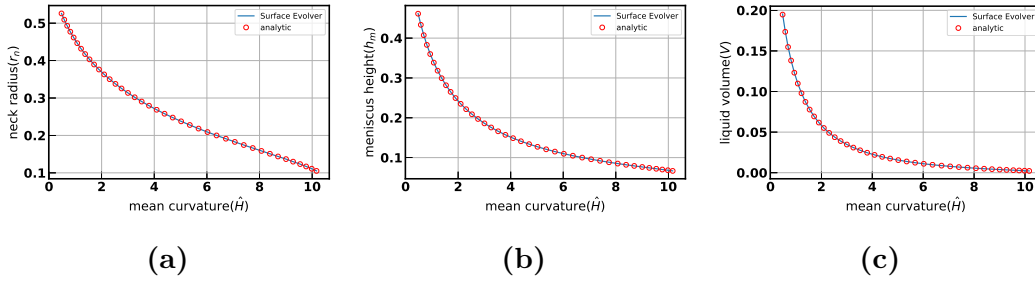 Surface Evolver
analytic
neck radius(r_n)
0.5
0.4
0.3
0.2
0.1
0 2 4 6 8 10
mean curvature(Ĥ)
(a)
Surface Evolver
analytic
meniscus height(h_m)
0.4
0.3
0.2
0.1
0 2 4 6 8 10
mean curvature(Ĥ)
(b)
Surface Evolver
analytic
liquid volume(V)
0.20
0.15
0.10
0.05
0.00
0 2 4 6 8 10
mean curvature(Ĥ)
(c)